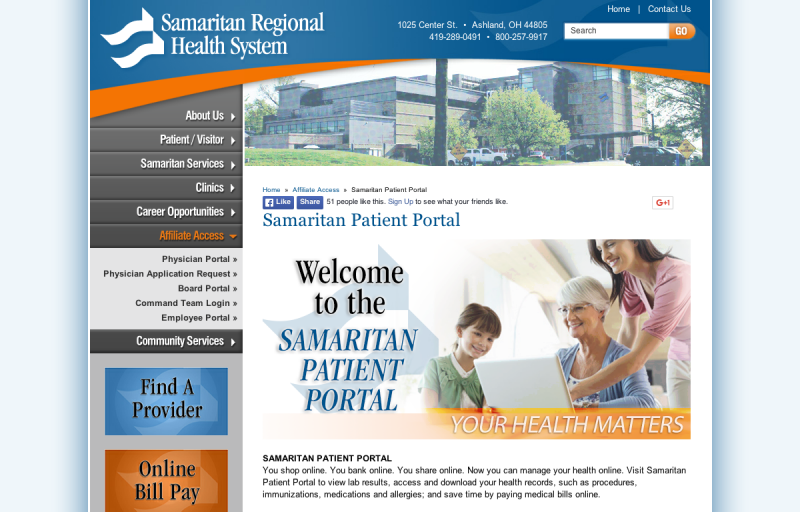 Home | Contact Us
Samaritan Regional
Health System
1025 Center St. • Ashland, OH 44805
419-289-0491 • 800-257-9917
Search
GO
About Us
Patient / Visitor
Samaritan Services
Clinics
Career Opportunities
Affiliate Access
Physician Portal »
Physician Application Request »
Board Portal »
Command Team Login »
Employee Portal »
Community Services
Find A
Provider
Online
Bill Pay
Home » Affiliate Access » Samaritan Patient Portal
Like Share 51 people like this. Sign Up to see what your friends like.
G+1
Samaritan Patient Portal
Welcome
to the
SAMARITAN
PATIENT
PORTAL
YOUR HEALTH MATTERS
SAMARITAN PATIENT PORTAL
You shop online. You bank online. You share online. Now you can manage your health online. Visit Samaritan
Patient Portal to view lab results, access and download your health records, such as procedures,
immunizations, medications and allergies; and save time by paying medical bills online.